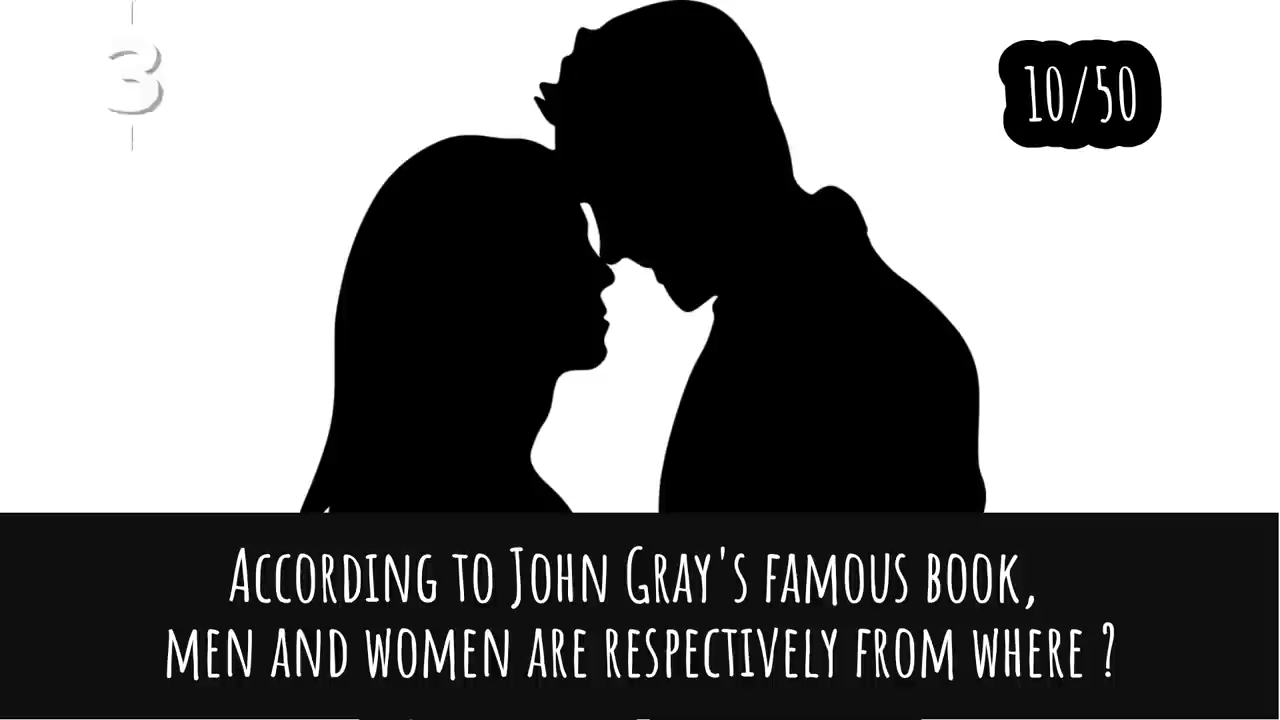 3
10/50
According to John Gray's famous book,
men and women are respectively from where ?